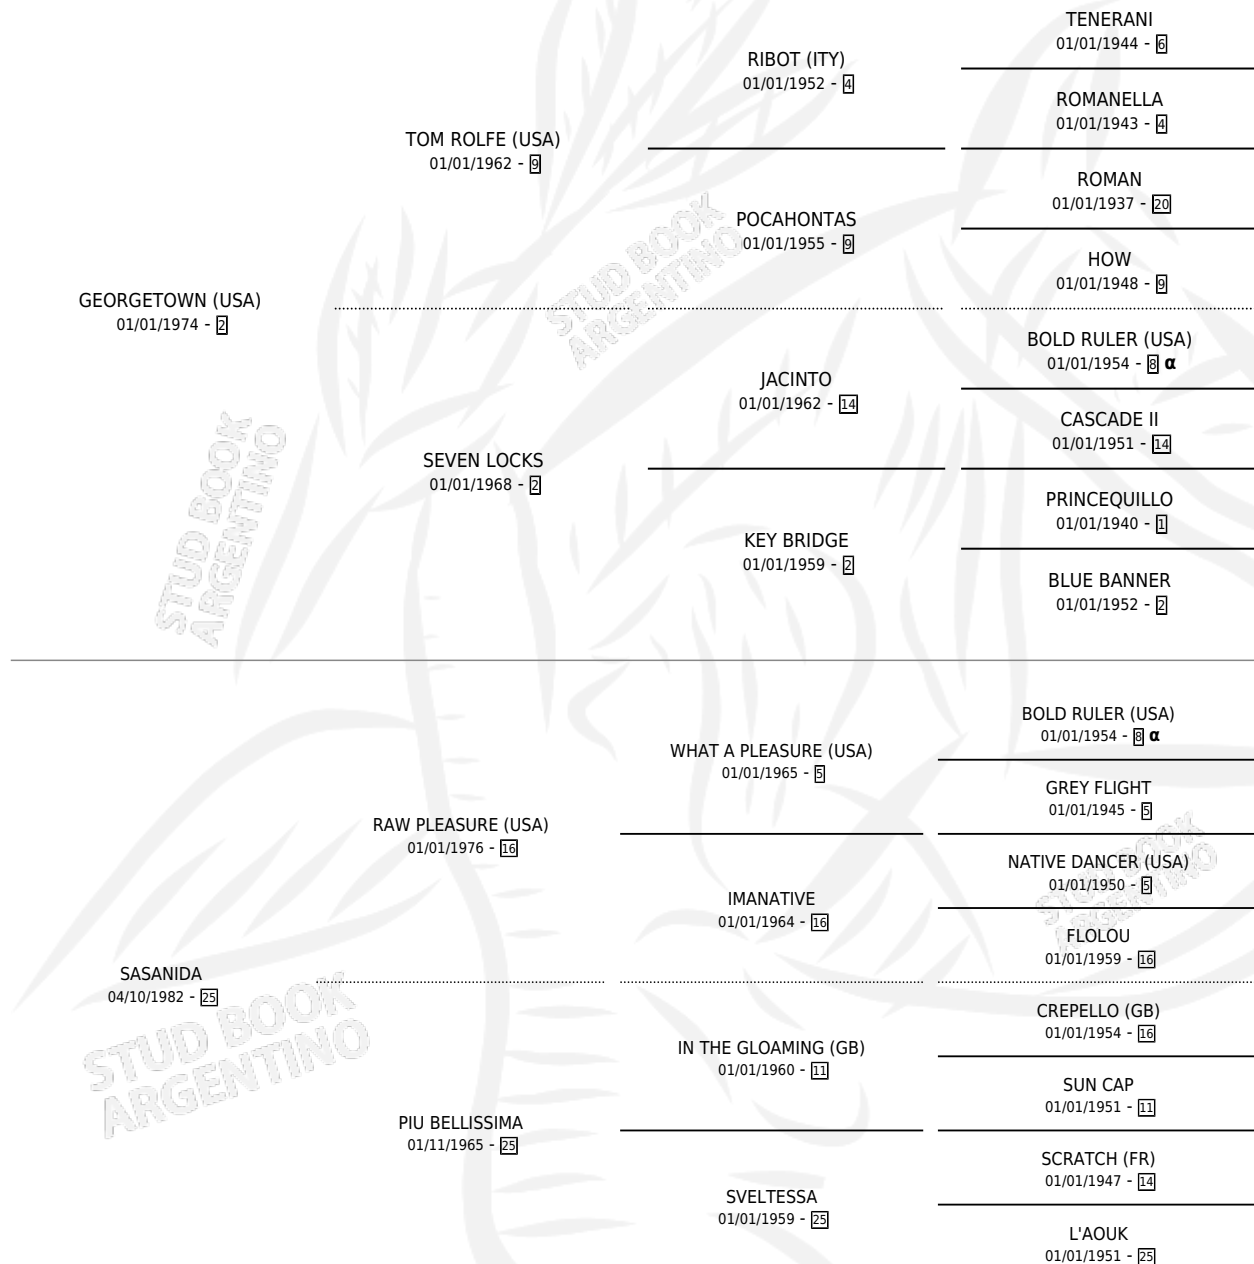 TENERANI
01/01/1944 - 6
RIBOT (ITY)
01/01/1952 - 4
ROMANELLA
01/01/1943 - 4
TOM ROLFE (USA)
01/01/1962 - 9
ROMAN
01/01/1937 - 20
POCAHONTAS
01/01/1955 - 9
HOW
01/01/1948 - 9
GEORGETOWN (USA)
01/01/1974 - 2
BOLD RULER (USA)
01/01/1954 - 8 α
JACINTO
01/01/1962 - 14
CASCADE II
01/01/1951 - 14
SEVEN LOCKS
01/01/1968 - 2
PRINCEQUILLO
01/01/1940 - 1
KEY BRIDGE
01/01/1959 - 2
BLUE BANNER
01/01/1952 - 2
STUD BOOK
ARGENTINO
STUD BOOK
ARGENTINO
BOLD RULER (USA)
01/01/1954 - 8 α
WHAT A PLEASURE (USA)
01/01/1965 - 5
GREY FLIGHT
01/01/1945 - 5
RAW PLEASURE (USA)
01/01/1976 - 16
NATIVE DANCER (USA)
01/01/1950 - 5
IMANATIVE
01/01/1964 - 16
FLOLOU
01/01/1959 - 16
STUD BOOK
ARGENTINO
SASANIDA
04/10/1982 - 25
CREPELLO (GB)
01/01/1954 - 16
IN THE GLOAMING (GB)
01/01/1960 - 11
SUN CAP
01/01/1951 - 11
STUD BOOK
ARGENTINO
PIU BELLISSIMA
01/11/1965 - 25
SCRATCH (FR)
01/01/1947 - 14
SVELTESSA
01/01/1959 - 25
L'AOUK
01/01/1951 - 25